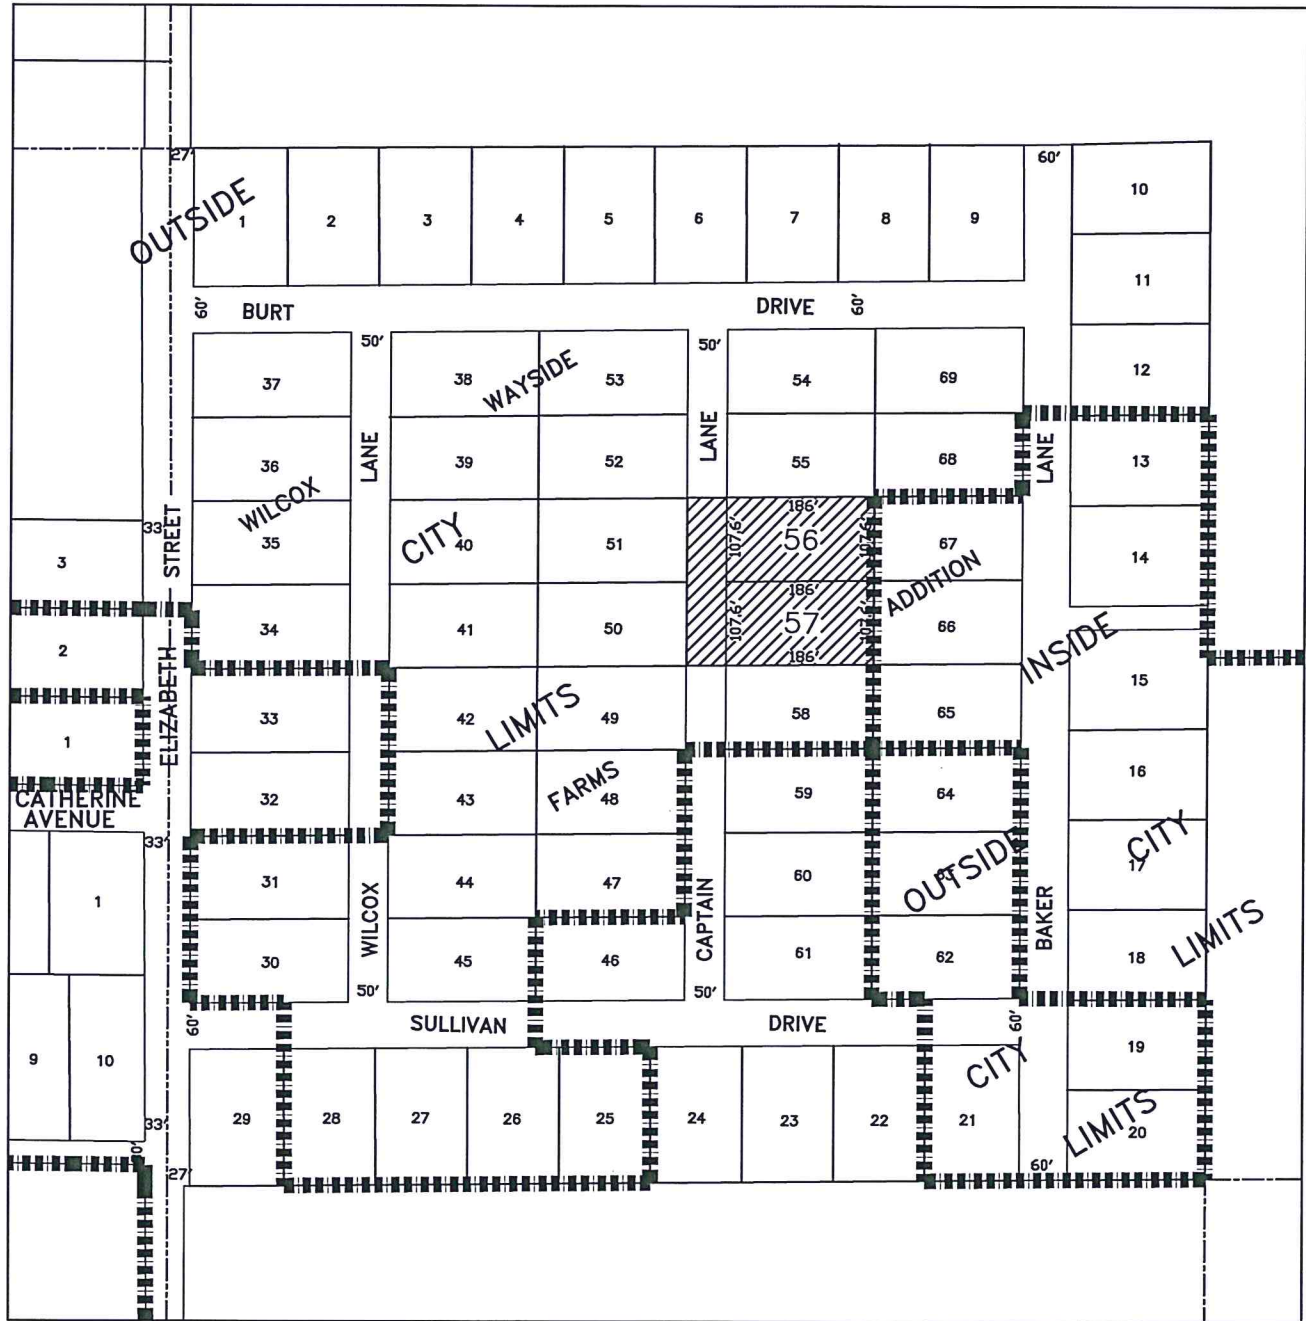 27'
60'
OUTSIDE
1 2 3 4 5 6 7 8 9
10
11
12
60' BURT DRIVE 60'
50'
50'
37 38 WAYSIDE 53 54 69
36 LANE 39 52 LANE 55 68 LANE 13
WILCOX
35 CITY 40 51
186'
107.6' 56 107.6'
67
14
3 33' STREET
186'
107.6' 57 107.6'
186'
ADDITION
34 41 50 66
INSIDE
2 ELIZABETH
33 42 LIMITS 49 58 65 15
1
CATHERINE
AVENUE
32 43 FARMS 48 59 64 16
33'
CITY
1 31 WILCOX 44 47 CAPTAIN 60 OUTSIDE 63 BAKER 17
LIMITS
30 45 46 61 62 18
50' 50'
60' SULLIVAN DRIVE 60'
9 10 CITY 19
33' 29 28 27 26 25 24 23 22 21 LIMITS 20
27'
60'